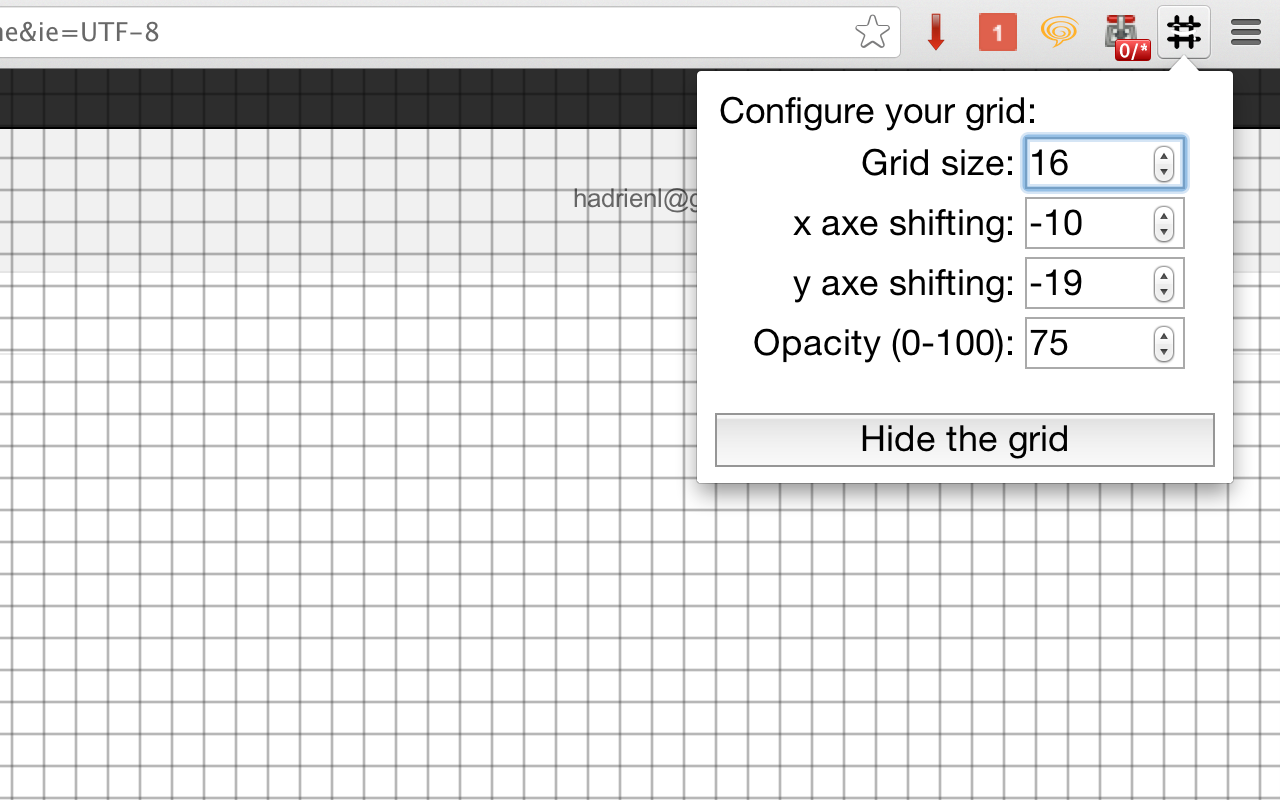 ne&ie=UTF-8
1
0/*
Configure your grid:
Grid size: 16
hadrienl@g
x axe shifting: -10
y axe shifting: -19
Opacity (0-100): 75
Hide the grid